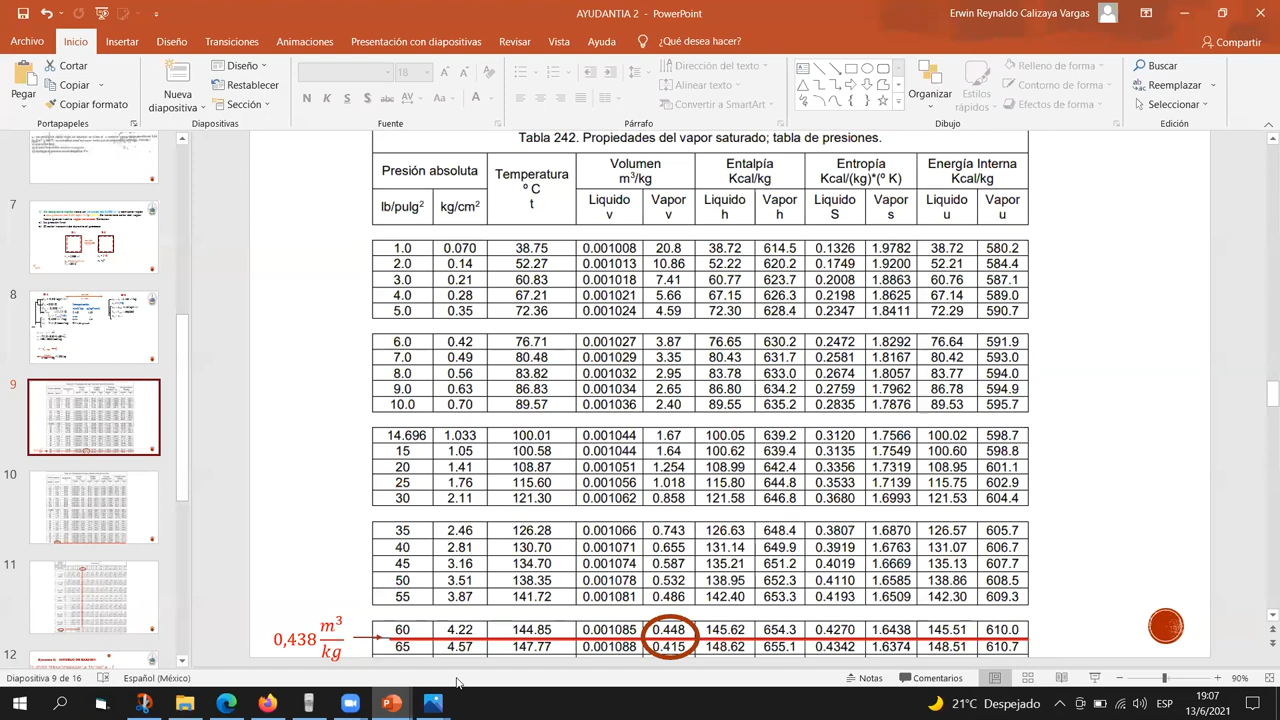 AYUDANTIA 2 - PowerPoint
Erwin Reynaldo Calizaya Vargas
Archivo Inicio Insertar Diseño Transiciones Animaciones Presentación con diapositivas Revisar Vista Ayuda ¿Qué desea hacer? Compartir
Pegar
Cortar
Copiar
Copiar formato
Portapapeles
Nueva diapositiva
Diseño
Restablecer
Sección
Diapositivas
18
N K S S abc AV Aa A
Fuente
Dirección del texto
Alinear texto
Convertir a SmartArt
Párrafo
Organizar
Estilos rápidos
Relleno de forma
Contorno de forma
Efectos de forma
Dibujo
Buscar
Reemplazar
Seleccionar
Edición
7
8
9
10
11
12
Tabla 242. Propiedades del vapor saturado: tabla de presiones.
Presión absoluta Temperatura º C t Volumen m³/kg Entalpía Kcal/kg Entropía Kcal/(kg)*(º K) Energía Interna Kcal/kg
lb/pulg² kg/cm² Liquido v Vapor v Liquido h Vapor h Liquido S Vapor s Liquido u Vapor u
1.0 0.070 38.75 0.001008 20.8 38.72 614.5 0.1326 1.9782 38.72 580.2
2.0 0.14 52.27 0.001013 10.86 52.22 620.2 0.1749 1.9200 52.21 584.4
3.0 0.21 60.83 0.001018 7.41 60.77 623.7 0.2008 1.8863 60.76 587.1
4.0 0.28 67.21 0.001021 5.66 67.15 626.3 0.2198 1.8625 67.14 589.0
5.0 0.35 72.36 0.001024 4.59 72.30 628.4 0.2347 1.8411 72.29 590.7
6.0 0.42 76.71 0.001027 3.87 76.65 630.2 0.2472 1.8292 76.64 591.9
7.0 0.49 80.48 0.001029 3.35 80.43 631.7 0.2581 1.8167 80.42 593.0
8.0 0.56 83.82 0.001032 2.95 83.78 633.0 0.2674 1.8057 83.77 594.0
9.0 0.63 86.83 0.001034 2.65 86.80 634.2 0.2759 1.7962 86.78 594.9
10.0 0.70 89.57 0.001036 2.40 89.55 635.2 0.2835 1.7876 89.53 595.7
14.696 1.033 100.01 0.001044 1.67 100.05 639.2 0.3120 1.7566 100.02 598.7
15 1.05 100.58 0.001044 1.64 100.62 639.4 0.3135 1.7549 100.60 598.8
20 1.41 108.87 0.001051 1.254 108.99 642.4 0.3356 1.7319 108.95 601.1
25 1.76 115.60 0.001056 1.018 115.80 644.8 0.3533 1.7139 115.75 602.9
30 2.11 121.30 0.001062 0.858 121.58 646.8 0.3680 1.6993 121.53 604.4
35 2.46 126.28 0.001066 0.743 126.63 648.4 0.3807 1.6870 126.57 605.7
40 2.81 130.70 0.001071 0.655 131.14 649.9 0.3919 1.6763 131.07 606.7
45 3.16 134.70 0.001075 0.587 135.21 651.2 0.4019 1.6669 135.13 607.7
50 3.51 138.35 0.001078 0.532 138.95 652.3 0.4110 1.6585 138.86 608.5
55 3.87 141.72 0.001081 0.486 142.40 653.3 0.4193 1.6509 142.30 609.3
60 4.22 144.85 0.001085 0.448 145.62 654.3 0.4270 1.6438 145.51 610.0
65 4.57 147.77 0.001088 0.415 148.62 655.1 0.4342 1.6374 148.51 610.7
0,438 m³/kg
Diapositiva 9 de 16 Español (México) Notas Comentarios 90%
21°C Despejado ESP 19:07
13/6/2021